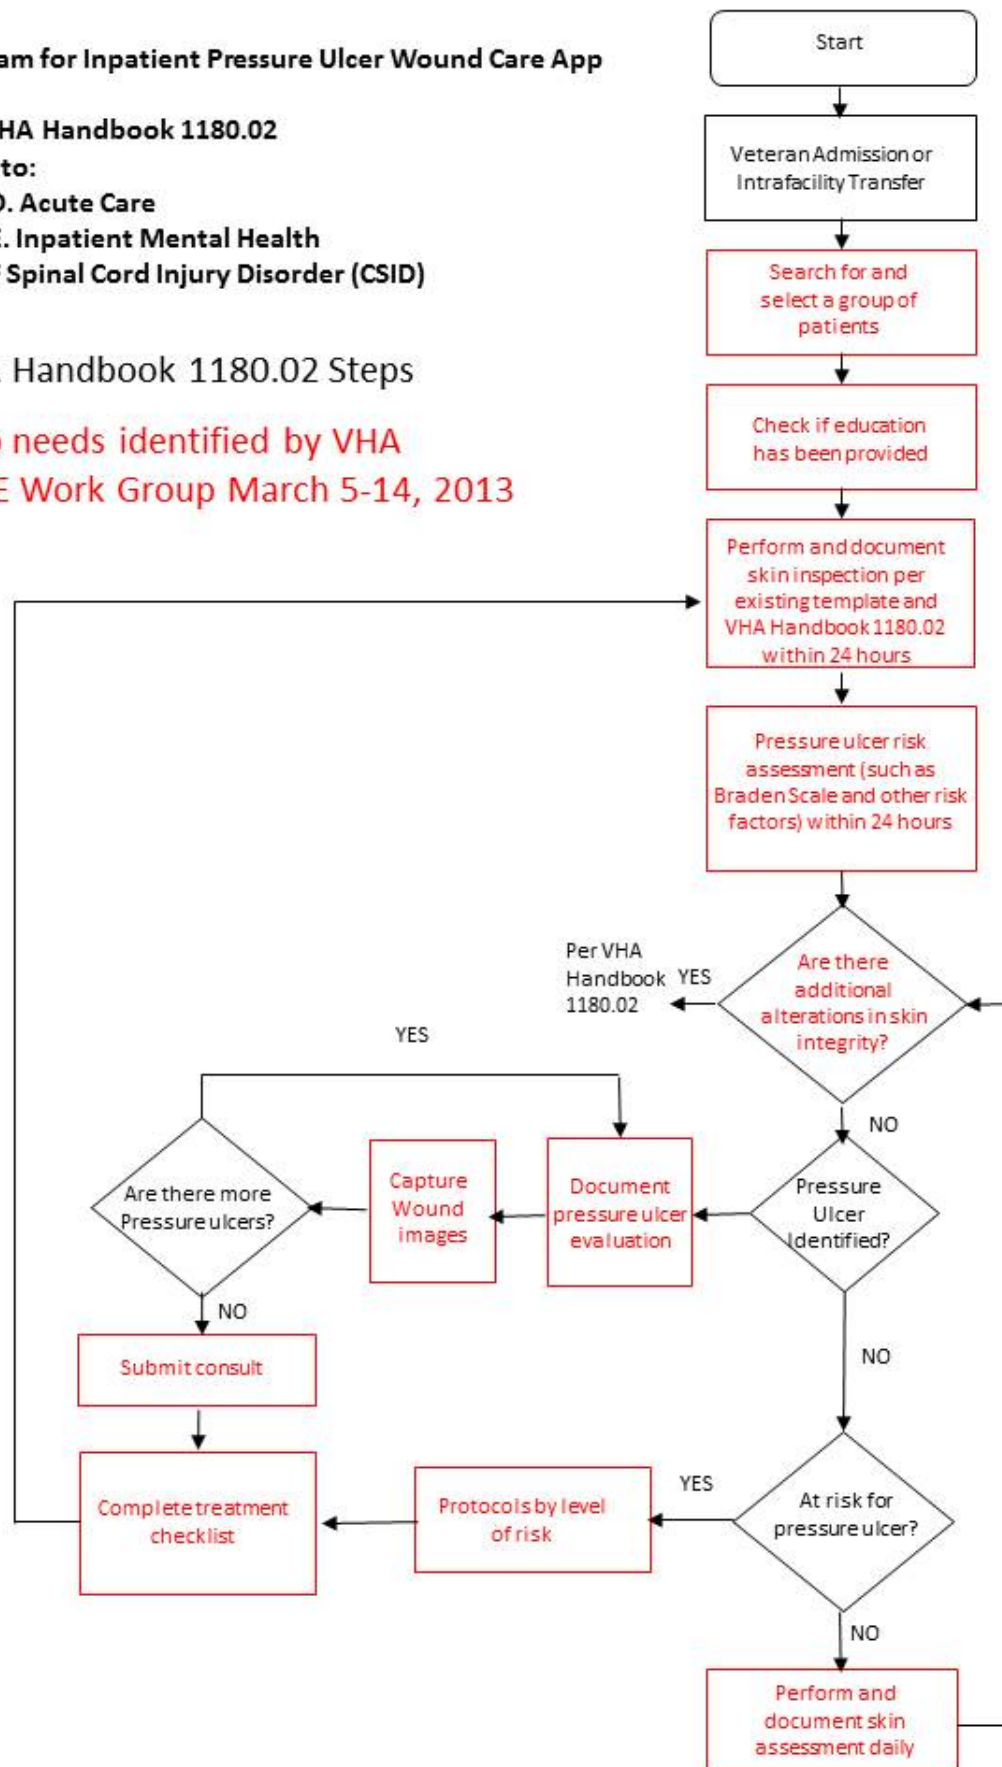 am for Inpatient Pressure Ulcer Wound Care App
HA Handbook 1180.02
to:
. Acute Care
. Inpatient Mental Health
Spinal Cord Injury Disorder (CSID)
Handbook 1180.02 Steps
needs identified by VHA
E Work Group March 5-14, 2013
Start
Veteran Admission or
Intrafacility Transfer
Search for and
select a group of
patients
Check if education
has been provided
Perform and document
skin inspection per
existing template and
VHA Handbook 1180.02
within 24 hours
Pressure ulcer risk
assessment (such as
Braden Scale and other risk
factors) within 24 hours
Are there
additional
alterations in skin
integrity?
YES
Per VHA
Handbook
1180.02
NO
Pressure
Ulcer
Identified?
Document
pressure ulcer
evaluation
Capture
Wound
images
Are there more
Pressure ulcers?
YES
NO
Submit consult
Complete treatment
checklist
NO
At risk for
pressure ulcer?
YES
Protocols by level
of risk
NO
Perform and
document skin
assessment daily